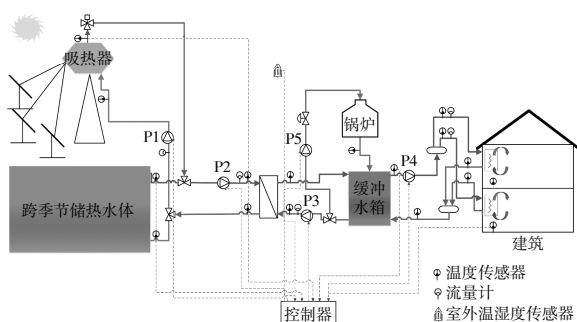 吸热器
P1
P2
P5
锅炉
P4
跨季节储热水体
缓冲
水箱
P3
建筑
温度传感器
流量计
室外温湿度传感器
控制器